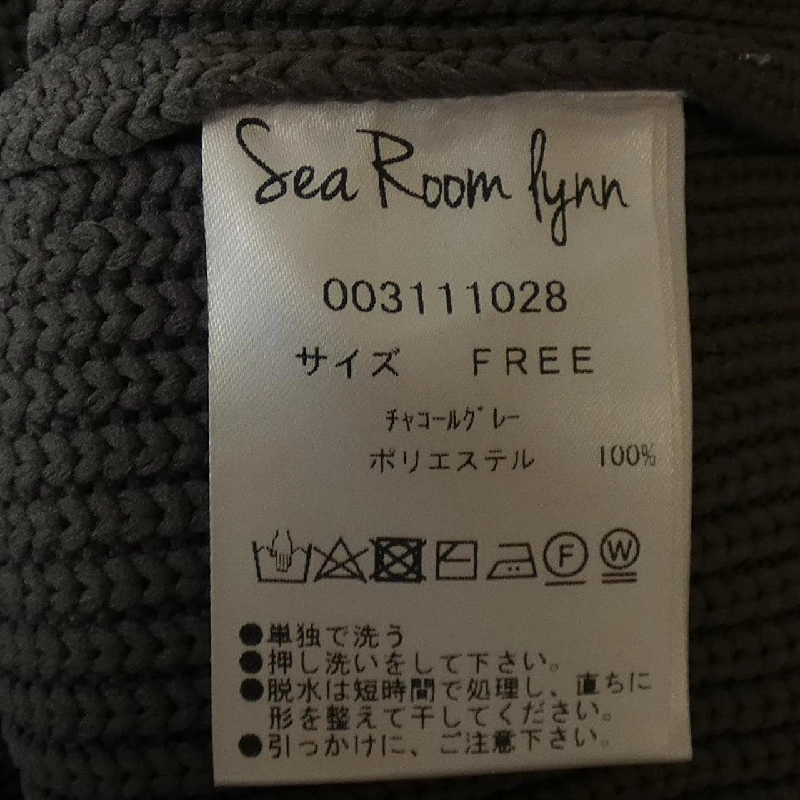 Sea Room lynn
003111028
サイズ FREE
ﾁｬｺｰﾙｸﾞﾚｰ
ポリエステル 100%
F W
●単独で洗う
●押し洗いをして下さい。
●脱水は短時間で処理し、直ちに
形を整えて干してください。
●引っかけに、ご注意下さい。